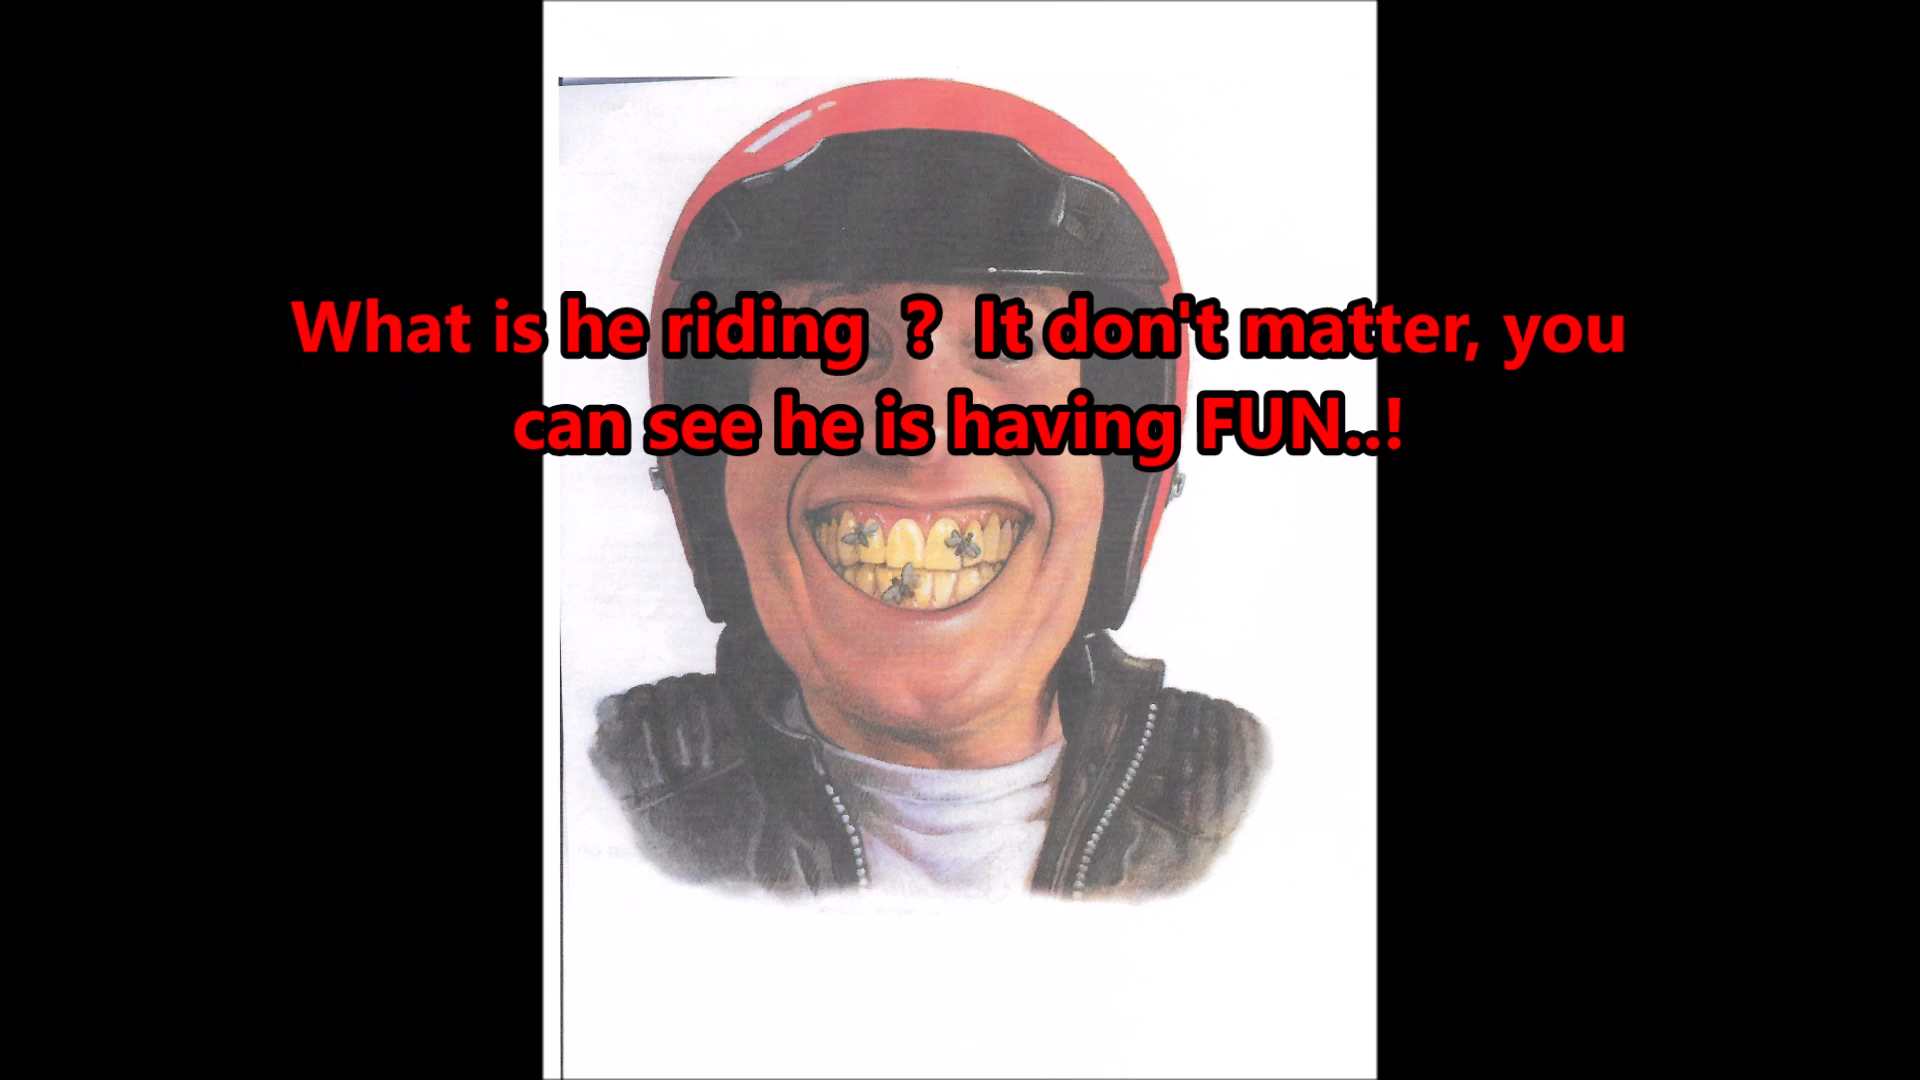 What is he riding  ?  It don't matter, you
can see he is having FUN..!